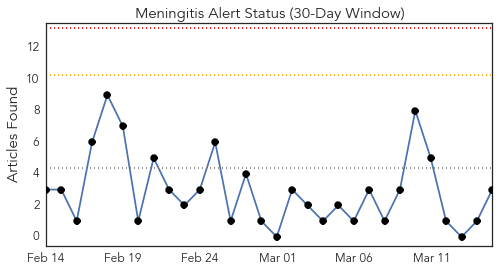 Meningitis Alert Status (30-Day Window)
Articles Found
12
10
8
6
4
2
0
Feb 14 Feb 19 Feb 24 Mar 01 Mar 06 Mar 11